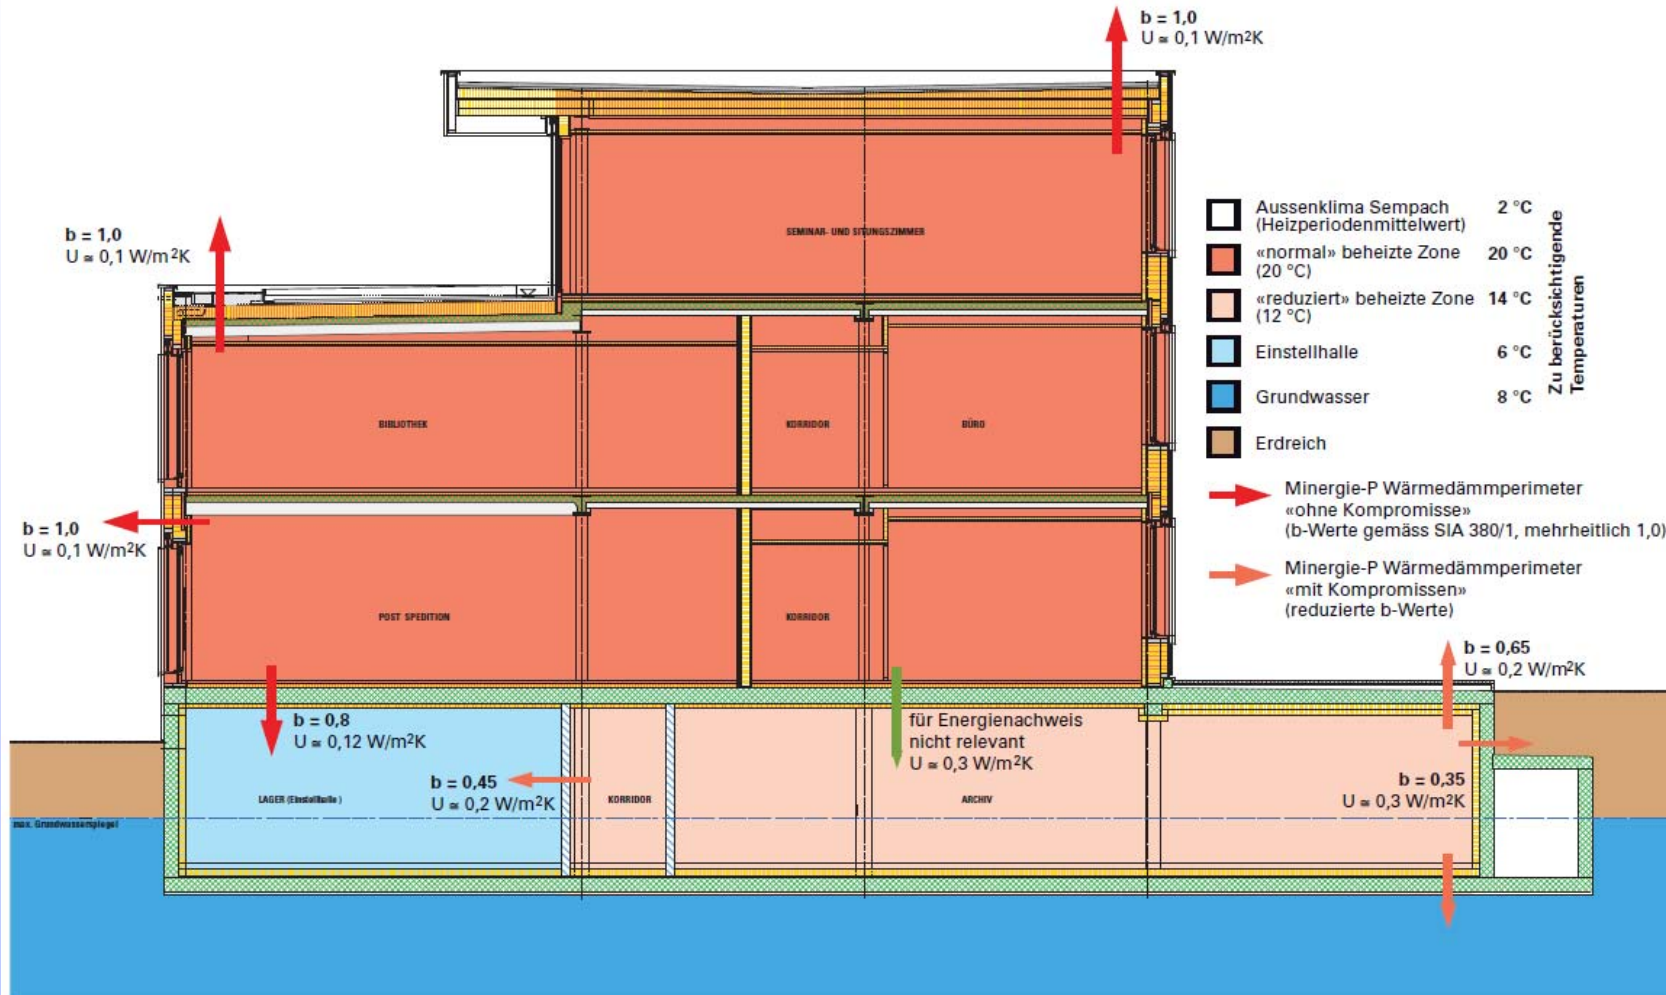 b = 1,0
U ≅ 0,1 W/m²K
b = 1,0
U ≅ 0,1 W/m²K
SEMINAR- UND SITUNGSZIMMER
Aussenklima Sempach 2 °C
(Heizperiodenmittelwert)
«normal» beheizte Zone 20 °C
(20 °C)
«reduziert» beheizte Zone 14 °C
(12 °C)
Einstellhalle 6 °C
Grundwasser 8 °C
Erdreich
Zu berücksichtigende
Temperaturen
BIBLIOTHEK
KORRIDOR
BÜRO
Minergie-P Wärmedämmperimeter
«ohne Kompromisse»
(b-Werte gemäss SIA 380/1, mehrheitlich 1,0)
Minergie-P Wärmedämmperimeter
«mit Kompromissen»
(reduzierte b-Werte)
b = 1,0
U ≅ 0,1 W/m²K
POST SPEDITION
KORRIDOR
b = 0,65
U ≅ 0,2 W/m²K
b = 0,8
U ≅ 0,12 W/m²K
für Energienachweis
nicht relevant
U ≅ 0,3 W/m²K
b = 0,45
U ≅ 0,2 W/m²K
b = 0,35
U ≅ 0,3 W/m²K
LAGER (Einstellhalle)
KORRIDOR
ARCHIV
max. Grundwasserspiegel